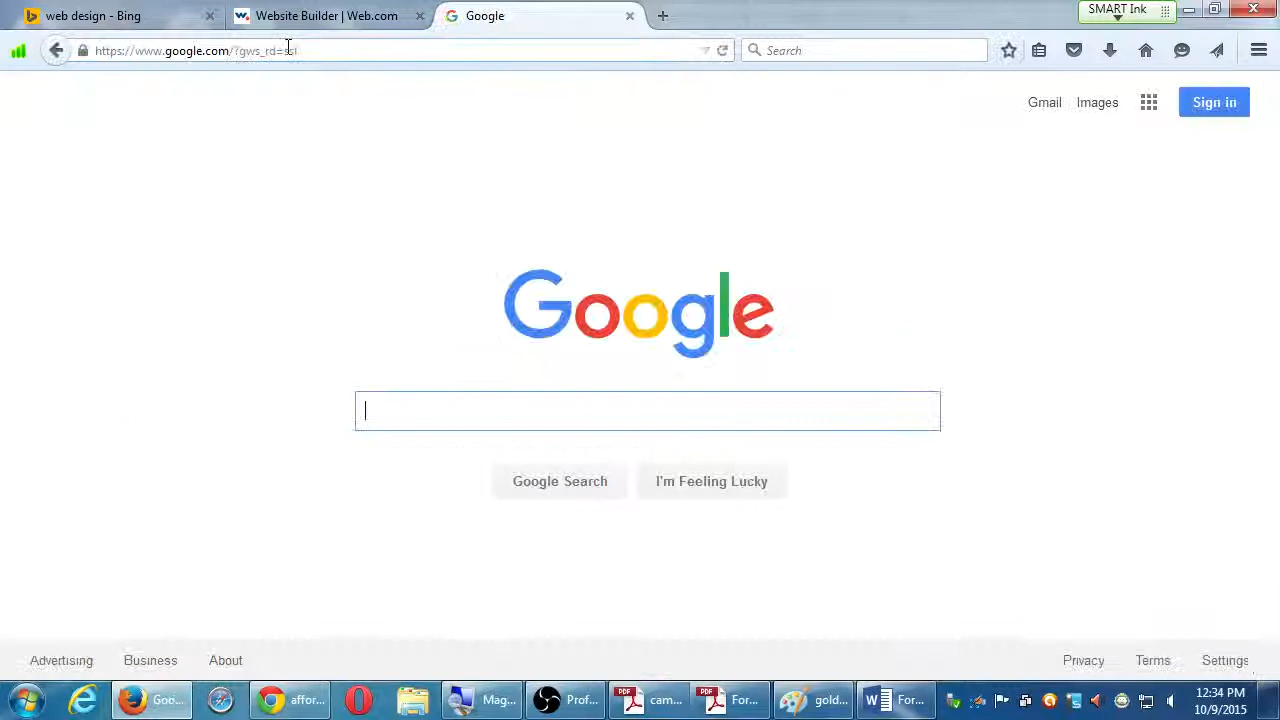 web design - Bing
Website Builder | Web.com
Google
SMART Ink
https://www.google.com/?gws_rd=ssl
Search
Gmail Images
Sign in
Google
Google Search
I'm Feeling Lucky
Advertising Business About
Privacy Terms Settings
Goo...
affor...
Mag...
Prof...
PDF
cam...
PDF
For...
gold...
For...
12:34 PM
10/9/2015